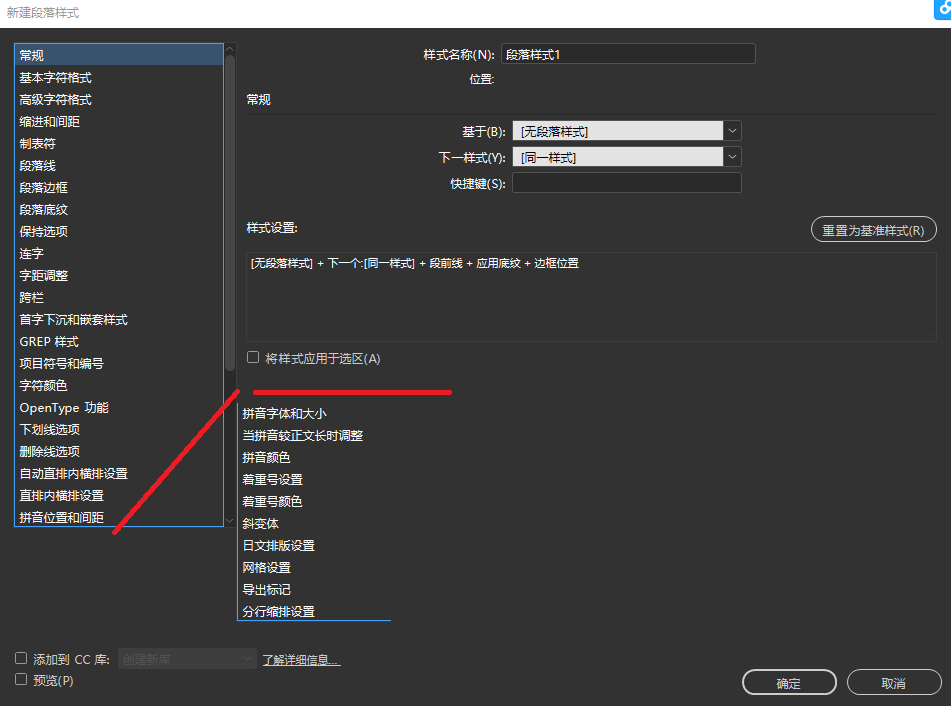 新建段落样式
常规
基本字符格式
高级字符格式
缩进和间距
制表符
段落线
段落边框
段落底纹
保持选项
连字
字距调整
跨栏
首字下沉和嵌套样式
GREP 样式
项目符号和编号
字符颜色
OpenType 功能
下划线选项
删除线选项
自动直排内横排设置
直排内横排设置
拼音位置和间距
样式名称(N): 段落样式1
位置:
常规
基于(B): [无段落样式]
下一样式(Y): [同一样式]
快捷键(S):
样式设置: 重置为基准样式(R)
[无段落样式] + 下一个:[同一样式] + 段前线 + 应用底纹 + 边框位置
将样式应用于选区(A)
拼音字体和大小
当拼音较正文长时调整
拼音颜色
着重号设置
着重号颜色
斜变体
日文排版设置
网格设置
导出标记
分行缩排设置
添加到 CC 库: 创建新库 了解详细信息...
预览(P)
确定 取消